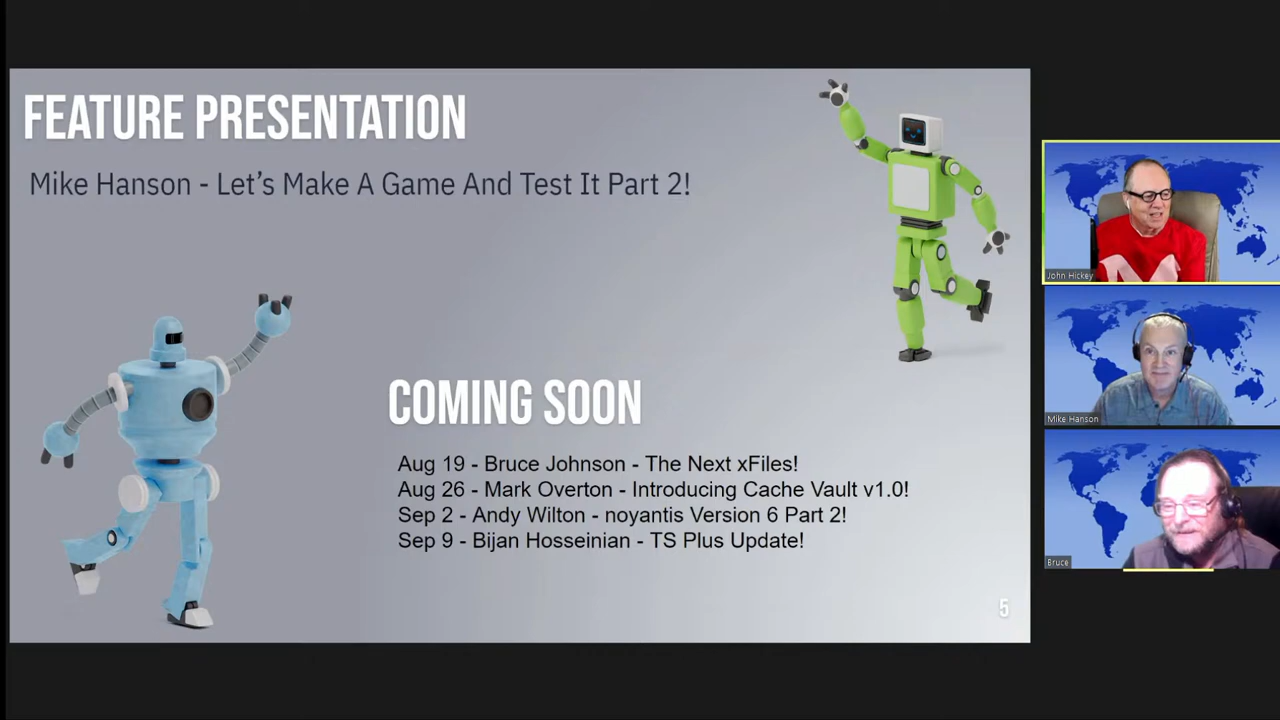 FEATURE PRESENTATION
Mike Hanson - Let's Make A Game And Test It Part 2!
COMING SOON
Aug 19 - Bruce Johnson - The Next xFiles!
Aug 26 - Mark Overton - Introducing Cache Vault v1.0!
Sep 2 - Andy Wilton - noyantis Version 6 Part 2!
Sep 9 - Bijan Hosseinian - TS Plus Update!
5
John Hickey
Mike Hanson
Bruce